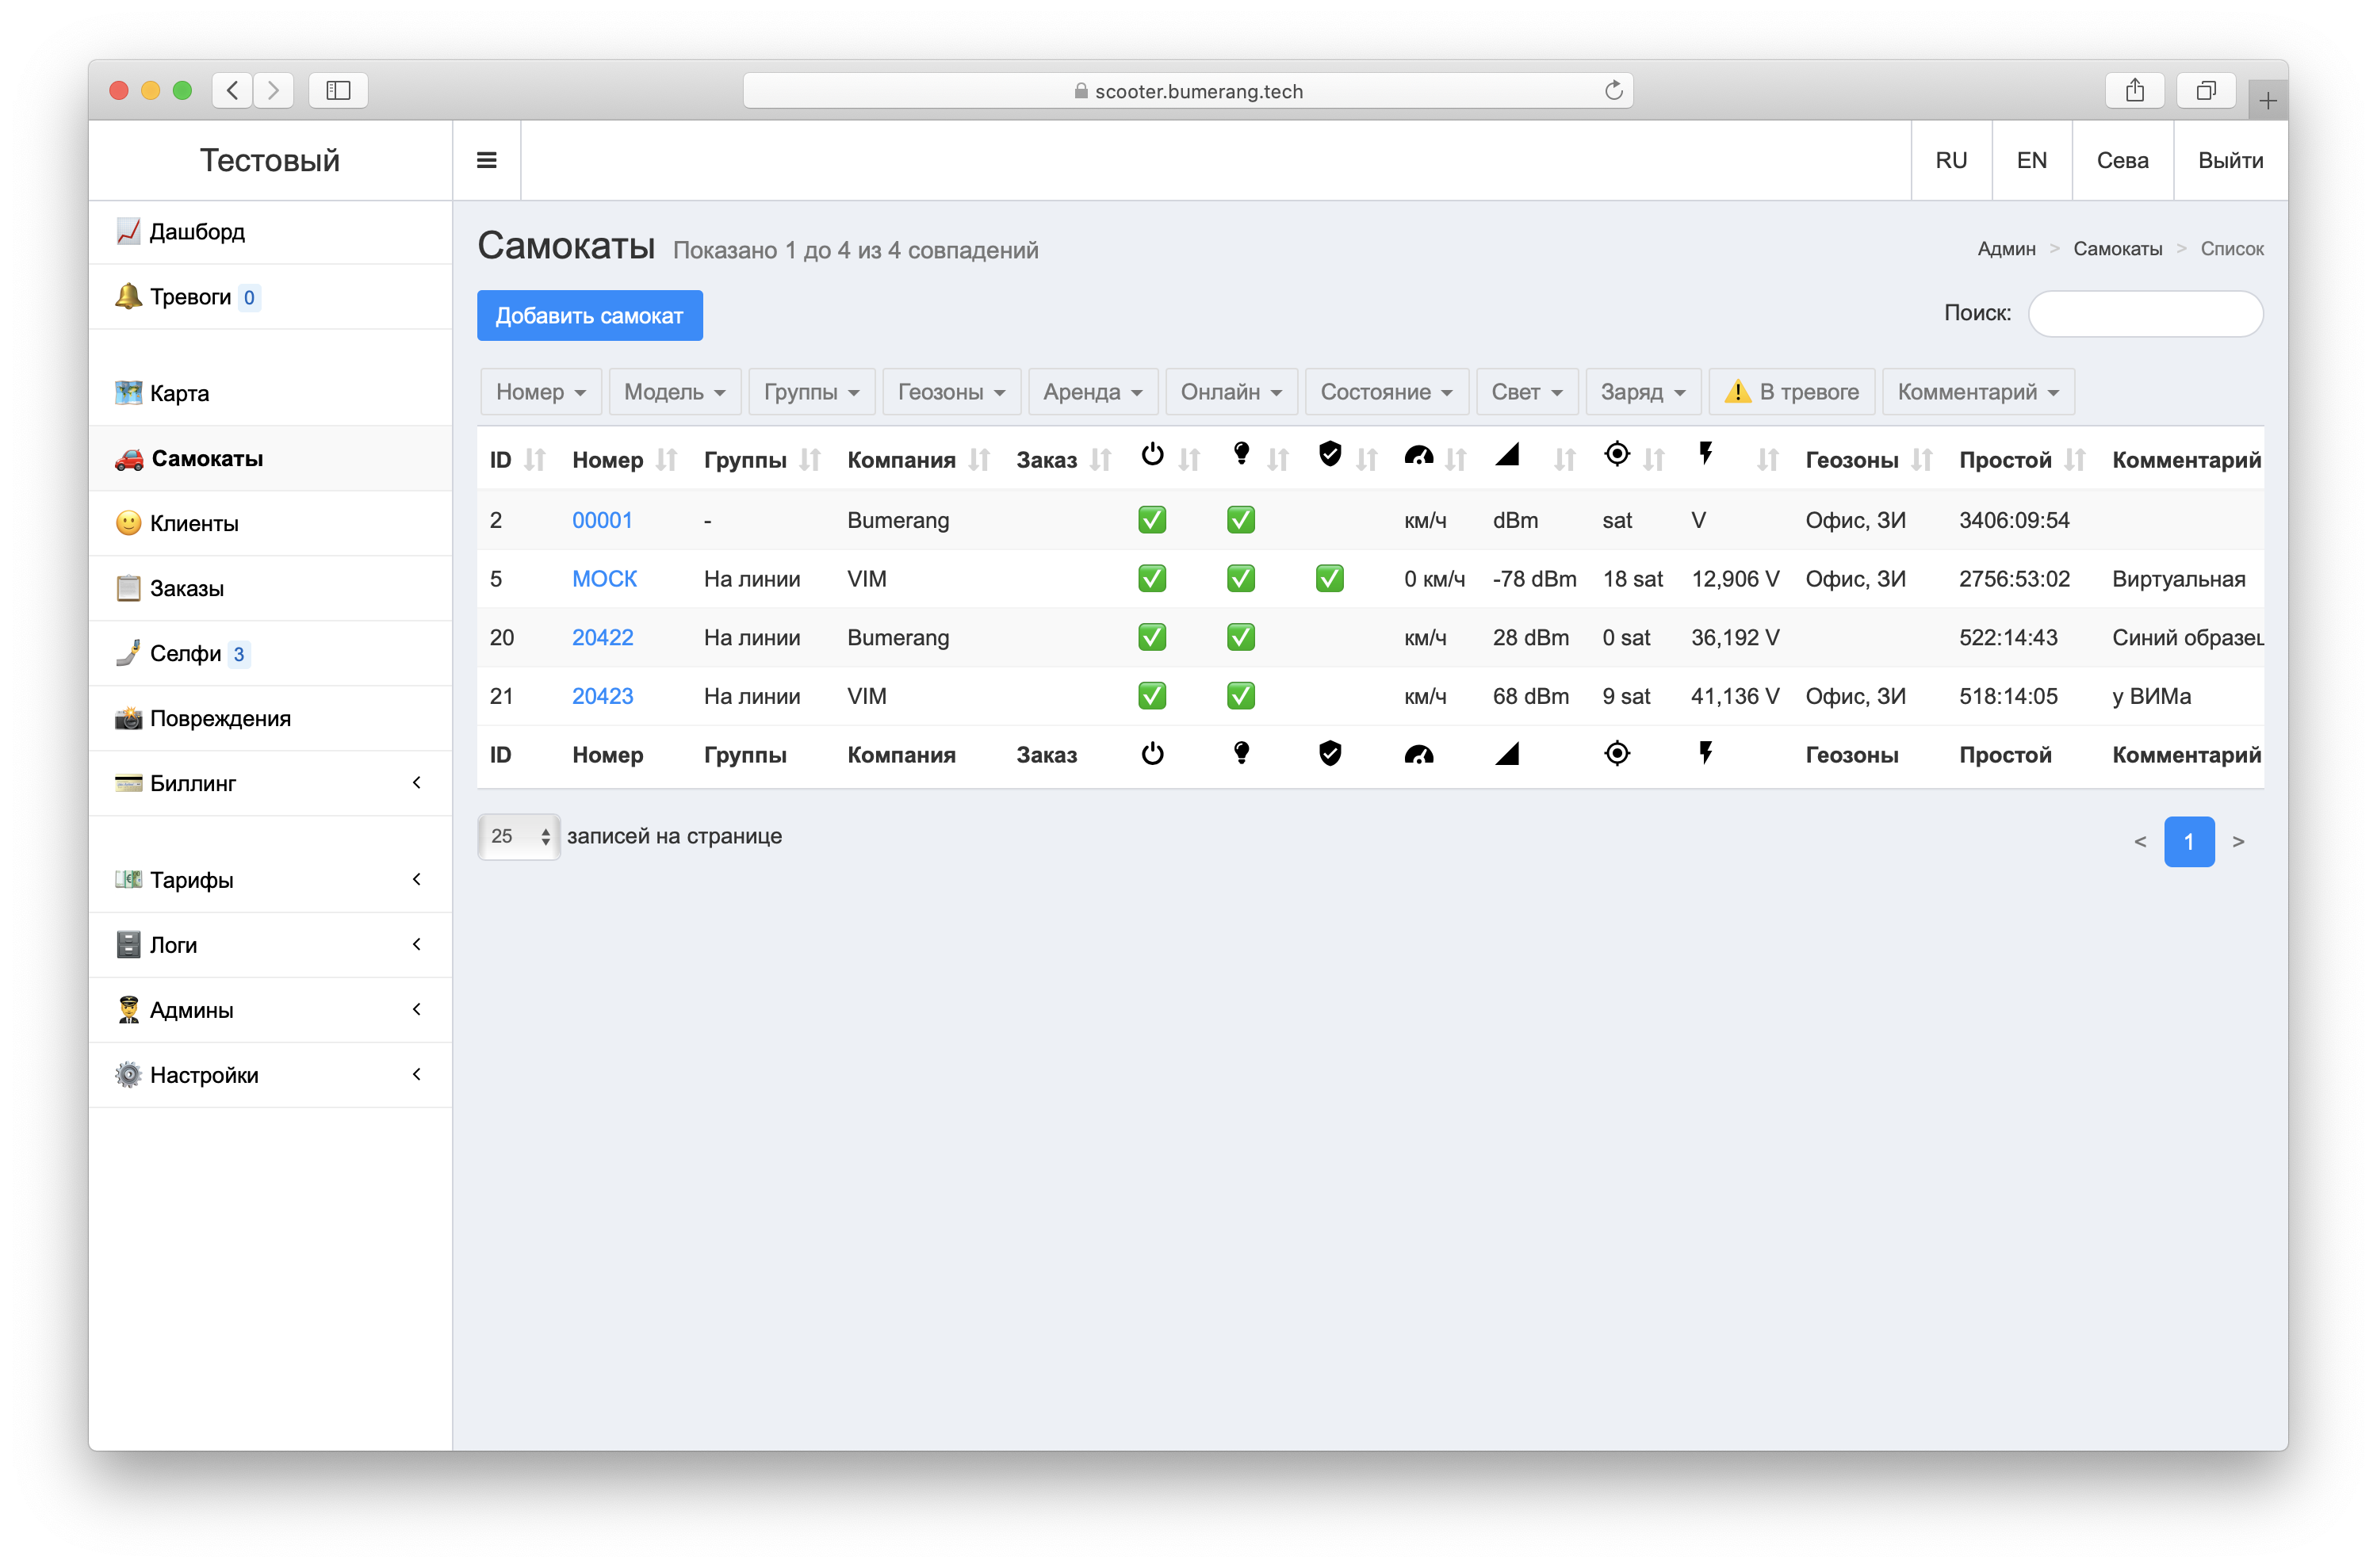 scooter.bumerang.tech
Тестовый
RU EN Сева Выйти
Дашборд
Тревоги 0
Карта
Самокаты
Клиенты
Заказы
Селфи 3
Повреждения
Биллинг
Тарифы
Логи
Админы
Настройки
Самокаты Показано 1 до 4 из 4 совпадений
Админ > Самокаты > Список
Добавить самокат
Поиск:
Номер Модель Группы Геозоны Аренда Онлайн Состояние Свет Заряд В тревоге Комментарий
ID Номер Группы Компания Заказ Геозоны Простой Комментарий
2 00001 - Bumerang км/ч dBm sat V Офис, ЗИ 3406:09:54
5 МОСК На линии VIM 0 км/ч -78 dBm 18 sat 12,906 V Офис, ЗИ 2756:53:02 Виртуальная
20 20422 На линии Bumerang км/ч 28 dBm 0 sat 36,192 V 522:14:43 Синий образец
21 20423 На линии VIM км/ч 68 dBm 9 sat 41,136 V Офис, ЗИ 518:14:05 у ВИМа
ID Номер Группы Компания Заказ Геозоны Простой Комментарий
25 записей на странице
< 1 >